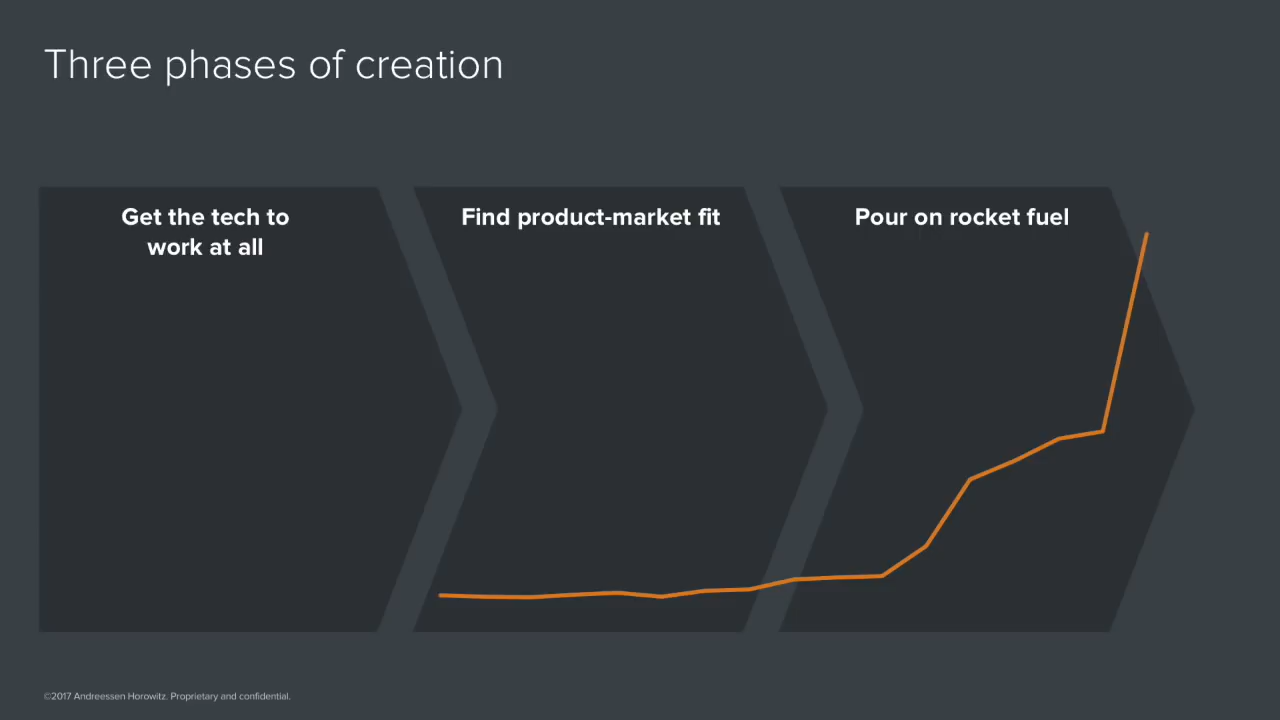 Three phases of creation
Get the tech to
work at all
Find product-market fit
Pour on rocket fuel
©2017 Andreessen Horowitz. Proprietary and confidential.